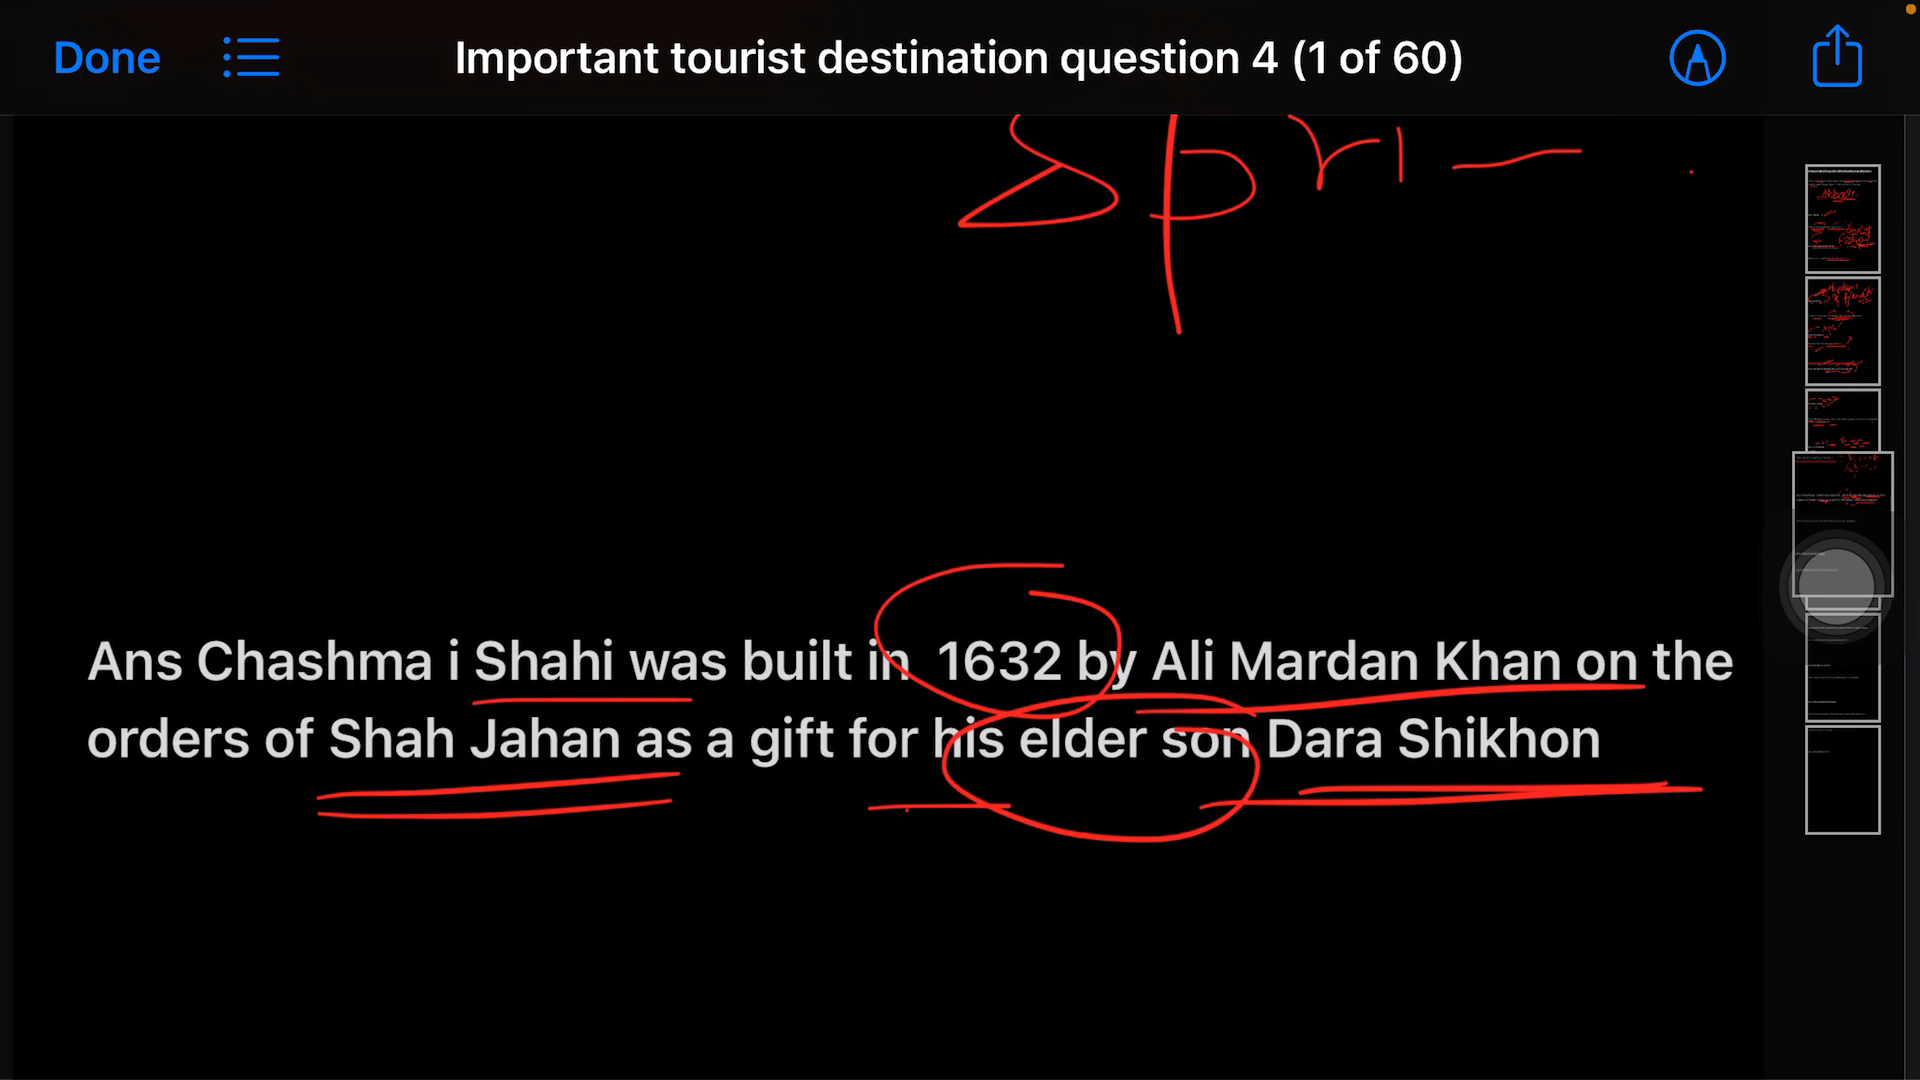 Done
Important tourist destination question 4 (1 of 60)
Spri
Ans Chashma i Shahi was built in 1632 by Ali Mardan Khan on the
orders of Shah Jahan as a gift for his elder son Dara Shikhon